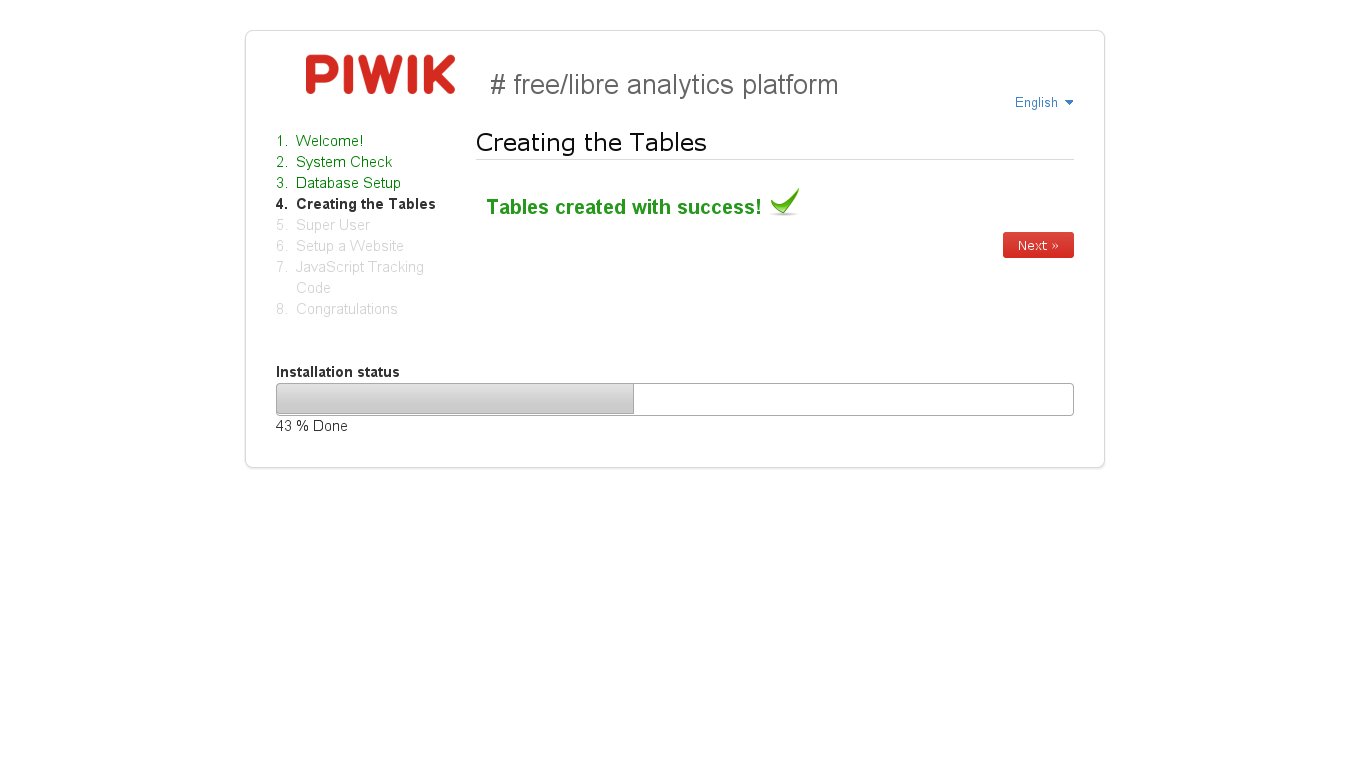 PIWIK
# free/libre analytics platform
English
1. Welcome!
2. System Check
3. Database Setup
4. Creating the Tables
5. Super User
6. Setup a Website
7. JavaScript Tracking
Code
8. Congratulations
Creating the Tables
Tables created with success!
Next »
Installation status
43 % Done